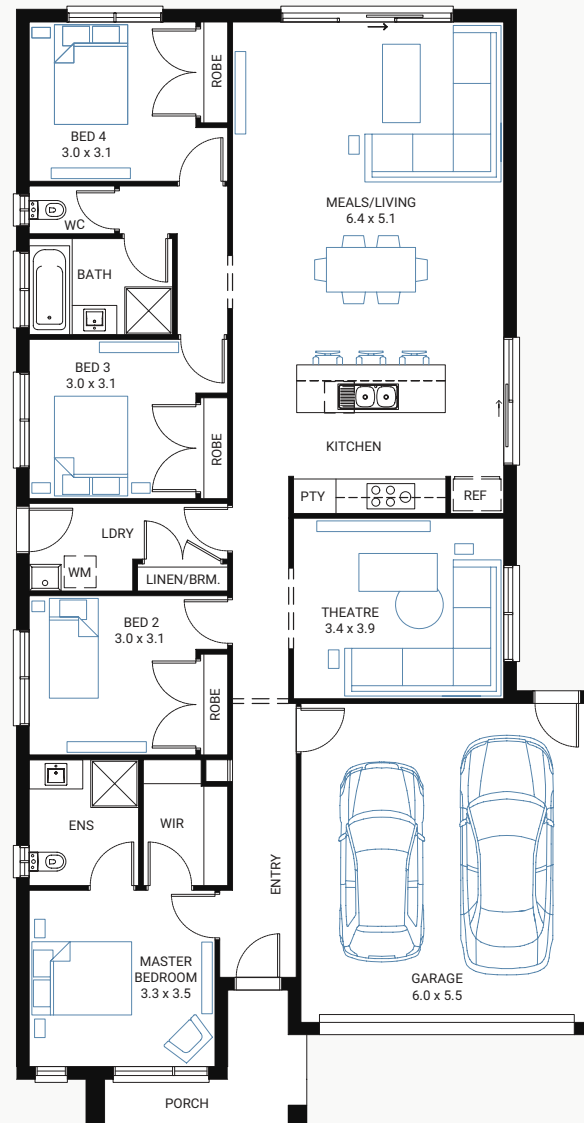 ROBE
BED 4
3.0 x 3.1
MEALS/LIVING
6.4 x 5.1
WC
BATH
BED 3
3.0 x 3.1
ROBE
KITCHEN
PTY
REF
LDRY
WM
LINEN/BRM.
THEATRE
3.4 x 3.9
BED 2
3.0 x 3.1
ROBE
ENS
WIR
ENTRY
MASTER
BEDROOM
3.3 x 3.5
GARAGE
6.0 x 5.5
PORCH